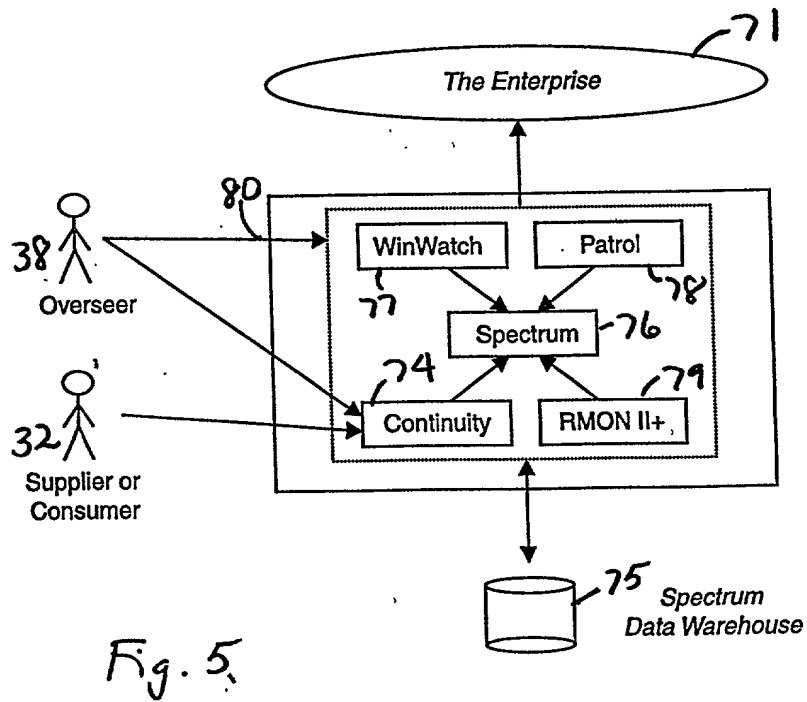 71
The Enterprise
80
WinWatch
Patrol
38
77
78
Overseer
Spectrum
76
74
79
Continuity
RMON II+
32
Supplier or
Consumer
75
Spectrum
Data Warehouse
Fig. 5